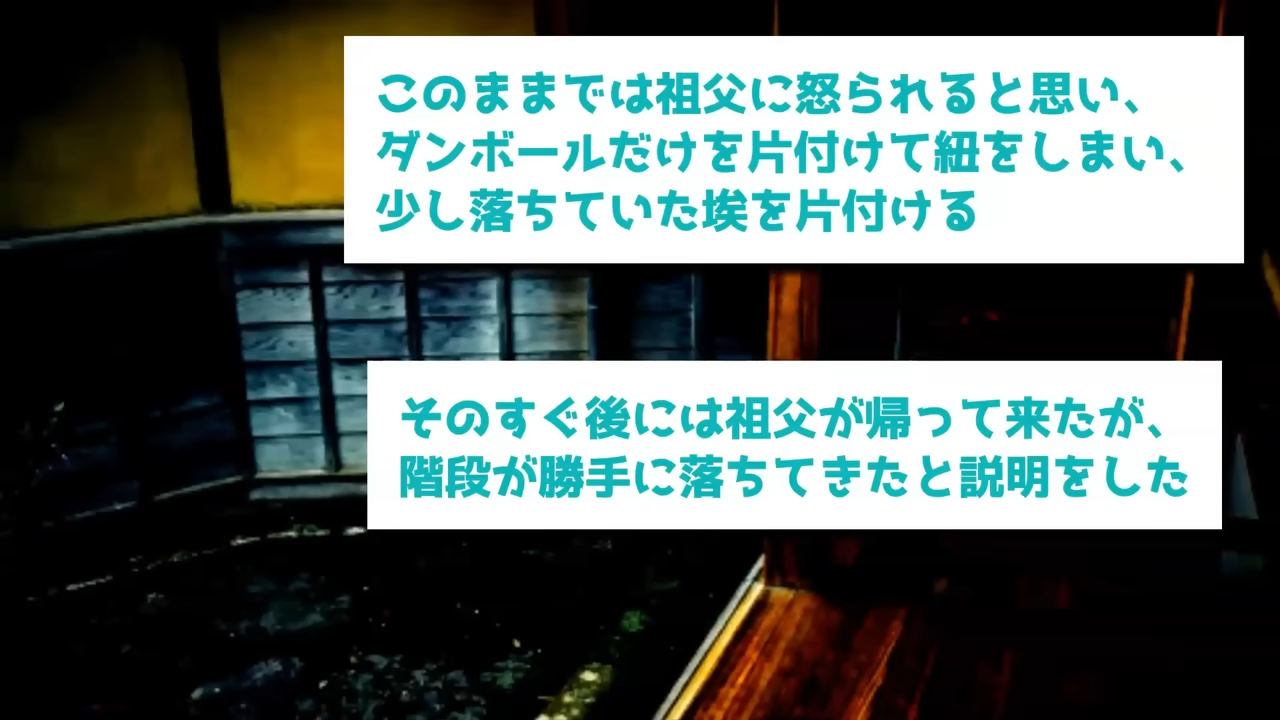 このままでは祖父に怒られると思い、
ダンボールだけを片付けて紐をしまい、
少し落ちていた埃を片付ける
そのすぐ後には祖父が帰って来たが、
階段が勝手に落ちてきたと説明をした